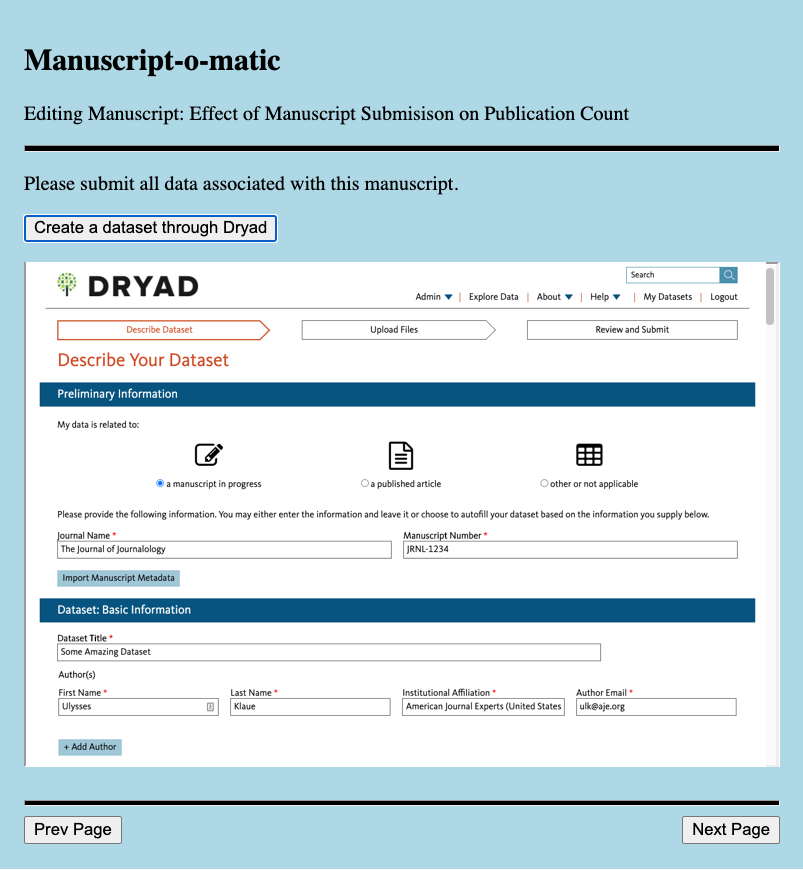 Manuscript-o-matic
Editing Manuscript: Effect of Manuscript Submisison on Publication Count
Please submit all data associated with this manuscript.
Create a dataset through Dryad
DRYAD
Search
Admin | Explore Data | About | Help | My Datasets | Logout
Describe Dataset Upload Files Review and Submit
Describe Your Dataset
Preliminary Information
My data is related to:
a manuscript in progress a published article other or not applicable
Please provide the following information. You may either enter the information and leave it or choose to autofill your dataset based on the information you supply below.
Journal Name * Manuscript Number *
The Journal of Journalology JRNL-1234
Import Manuscript Metadata
Dataset: Basic Information
Dataset Title *
Some Amazing Dataset
Author(s)
First Name * Last Name * Institutional Affiliation * Author Email *
Ulysses Klaue American Journal Experts (United States ulk@aje.org
+ Add Author
Prev Page Next Page